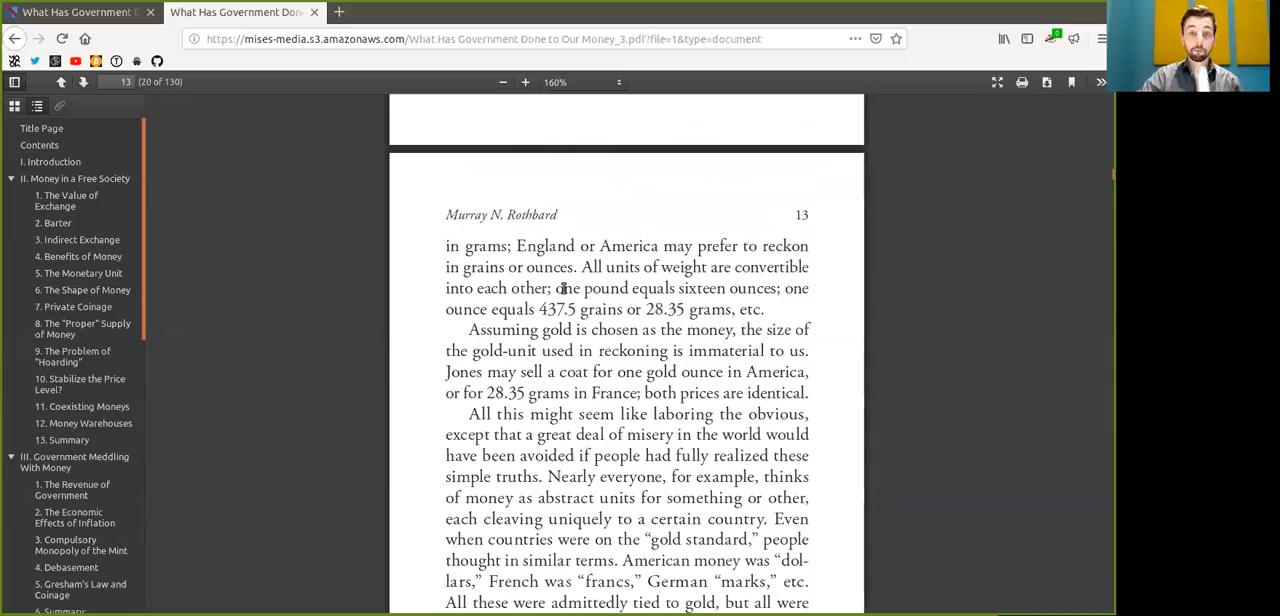 What Has Government Done
What Has Government Don
https://mises-media.s3.amazonaws.com/What Has Government Done to Our Money_3.pdf?file=1&type=document
13 (20 of 130)
160%
0
Title Page
Contents
I. Introduction
II. Money in a Free Society
1. The Value of
Exchange
2. Barter
3. Indirect Exchange
4. Benefits of Money
5. The Monetary Unit
6. The Shape of Money
7. Private Coinage
8. The "Proper" Supply
of Money
9. The Problem of
"Hoarding"
10. Stabilize the Price
Level?
11. Coexisting Moneys
12. Money Warehouses
13. Summary
III. Government Meddling
With Money
1. The Revenue of
Government
2. The Economic
Effects of Inflation
3. Compulsory
Monopoly of the Mint
4. Debasement
5. Gresham's Law and
Coinage
6. Summary
Murray N. Rothbard 13
in grams; England or America may prefer to reckon
in grains or ounces. All units of weight are convertible
into each other; one pound equals sixteen ounces; one
ounce equals 437.5 grains or 28.35 grams, etc.
Assuming gold is chosen as the money, the size of
the gold-unit used in reckoning is immaterial to us.
Jones may sell a coat for one gold ounce in America,
or for 28.35 grams in France; both prices are identical.
All this might seem like laboring the obvious,
except that a great deal of misery in the world would
have been avoided if people had fully realized these
simple truths. Nearly everyone, for example, thinks
of money as abstract units for something or other,
each cleaving uniquely to a certain country. Even
when countries were on the “gold standard,” people
thought in similar terms. American money was “dol-
lars,” French was “francs,” German “marks,” etc.
All these were admittedly tied to gold, but all were